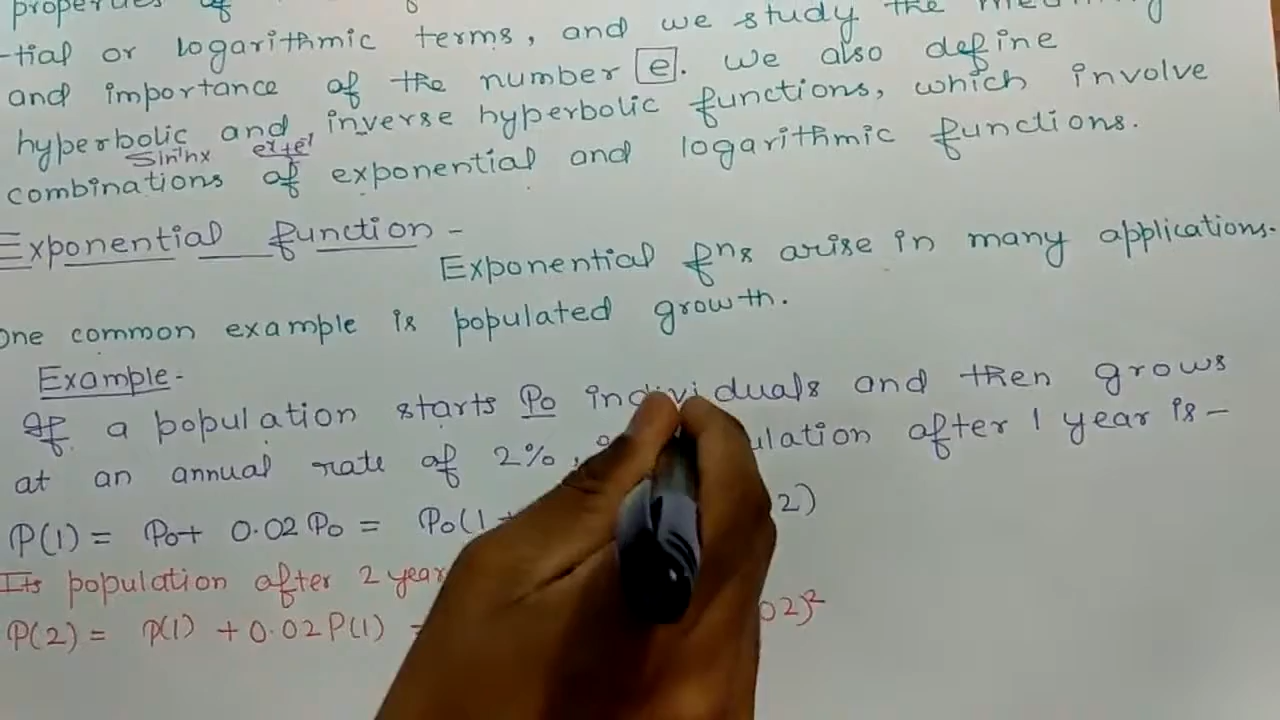 properties of
-tial or logarithmic terms, and we study the
and importance of the number e. We also define
hyperbolic and, inverse hyperbolic functions, which involve
combinations of exponential and logarithmic functions.
Exponential function -
Exponential fns arise in many applications.
One common example is populated growth.
Example-
If a population starts Po individuals and then grows
at an annual rate of 2%, ulation after 1 year is -
P(1) = Po+ 0.02 Po = Po(1+ 2)
Its population after 2 year
P(2) = P(1) + 0.02 P(1) = 02)²